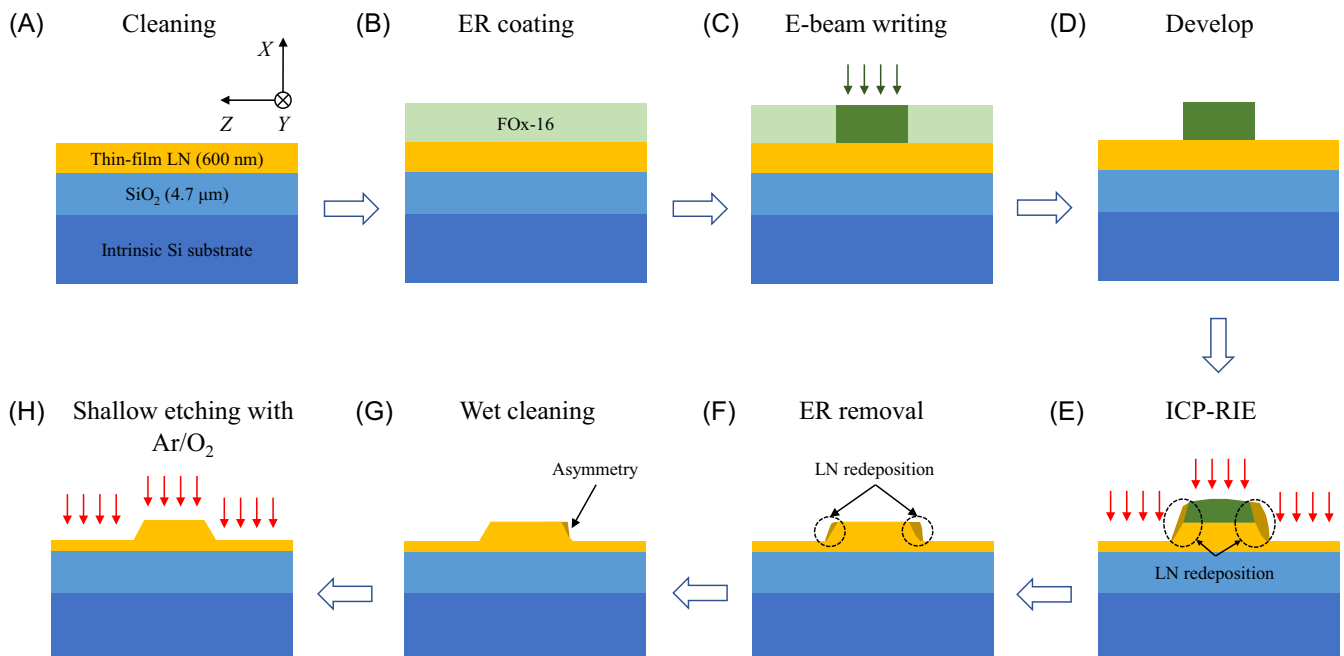 (A) Cleaning
X
Z
Y
Thin-film LN (600 nm)
SiO₂ (4.7 μm)
Intrinsic Si substrate
(B) ER coating
FOx-16
(C) E-beam writing
(D) Develop
(H) Shallow etching with
Ar/O₂
(G) Wet cleaning
Asymmetry
(F) ER removal
LN redeposition
(E) ICP-RIE
LN redeposition